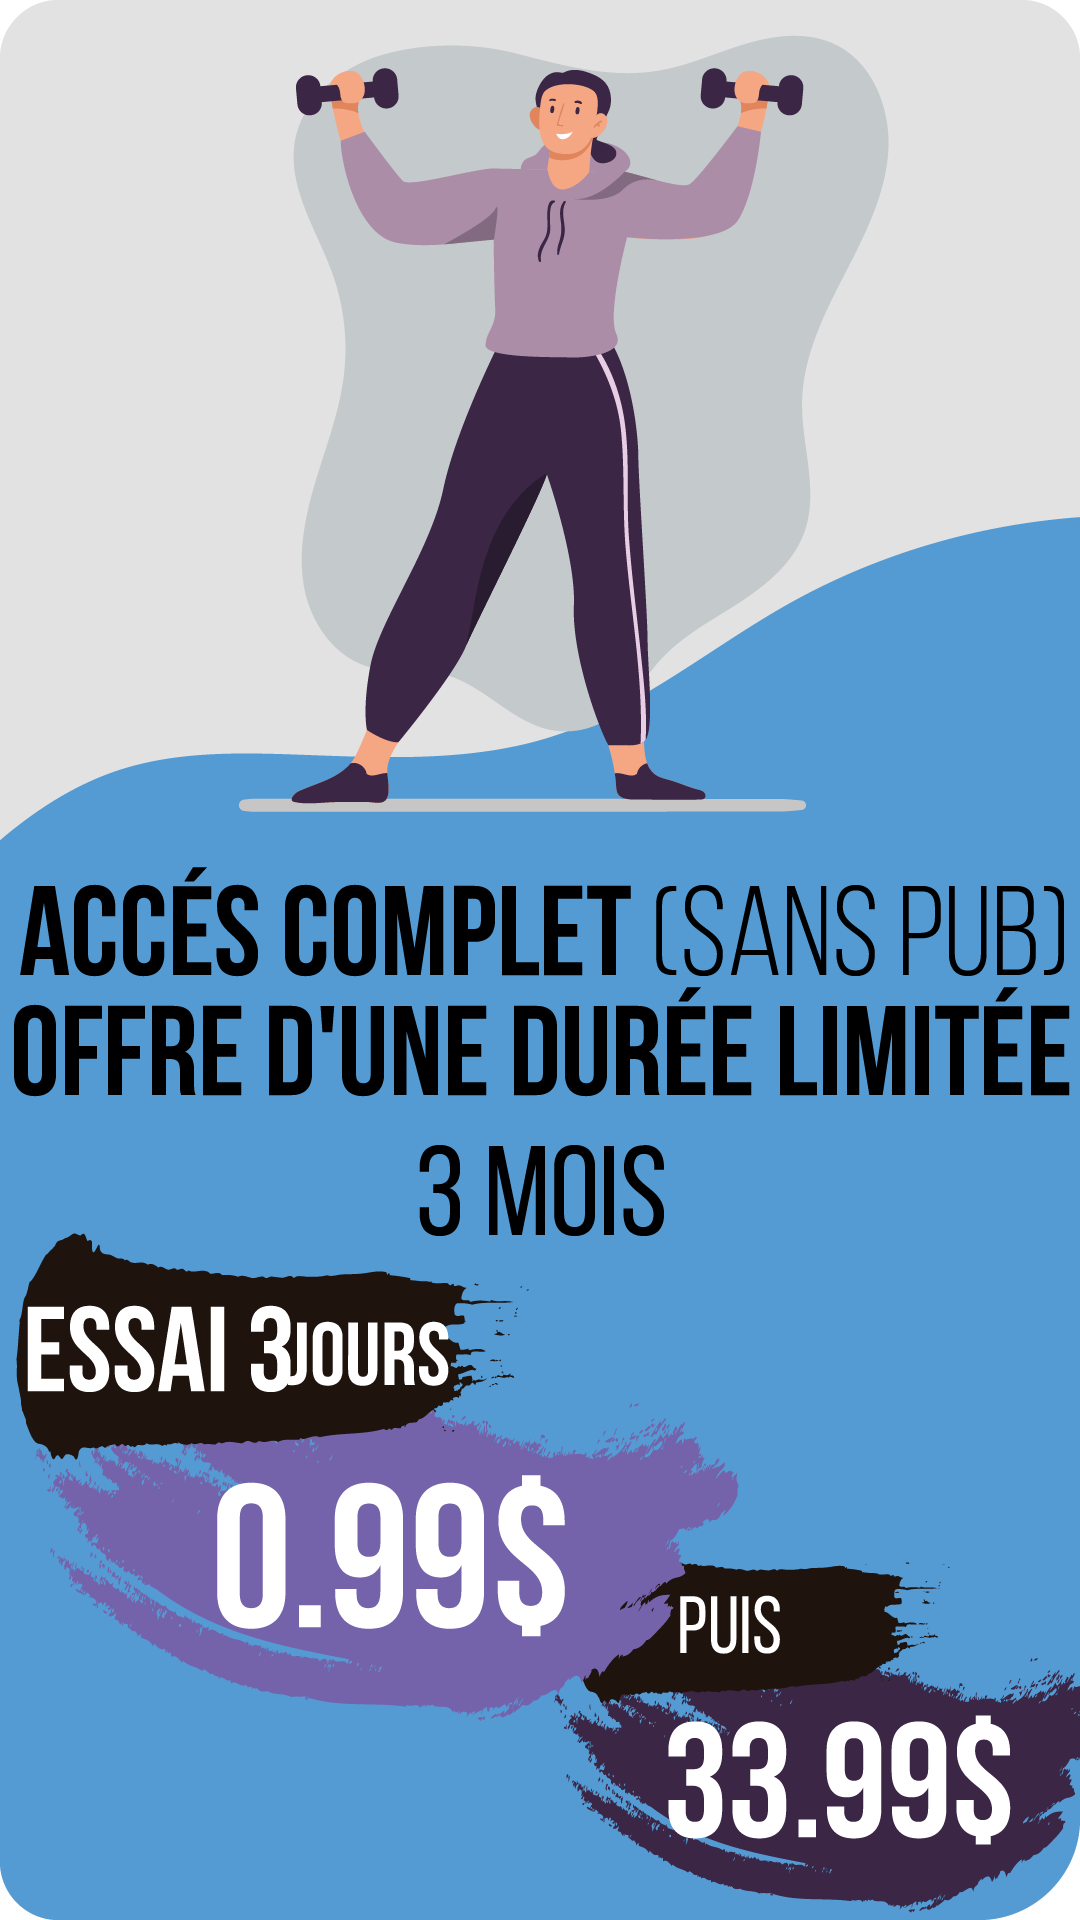 ACCÉS COMPLET (SANS PUB)
OFFRE D'UNE DURÉE LIMITÉE
3 MOIS
ESSAI 3JOURS
0.99$
PUIS
33.99$